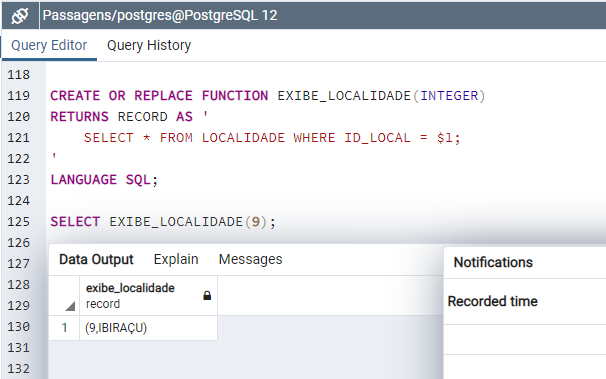 Passagens/postgres@PostgreSQL 12
Query Editor Query History
118
119 CREATE OR REPLACE FUNCTION EXIBE_LOCALIDADE(INTEGER)
120 RETURNS RECORD AS '
121 SELECT * FROM LOCALIDADE WHERE ID_LOCAL = $1;
122 '
123 LANGUAGE SQL;
124
125 SELECT EXIBE_LOCALIDADE(9);
126
127
128
129
130
131
132
Data Output Explain Messages
exibe_localidade
record
1 (9,IBIRAÇU)
Notifications
Recorded time